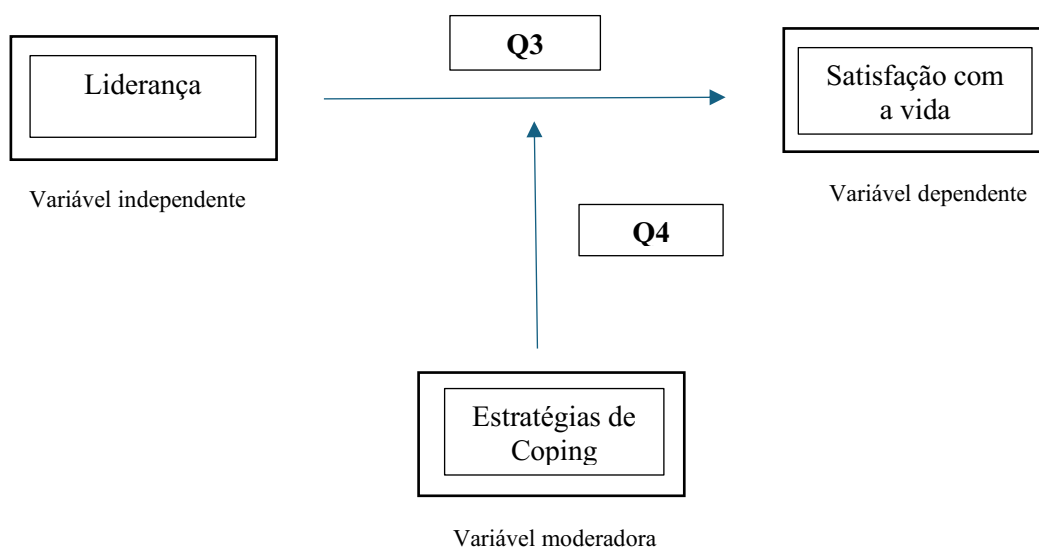 Q3
Liderança
Satisfação com
a vida
Variável independente
Variável dependente
Q4
Estratégias de
Coping
Variável moderadora